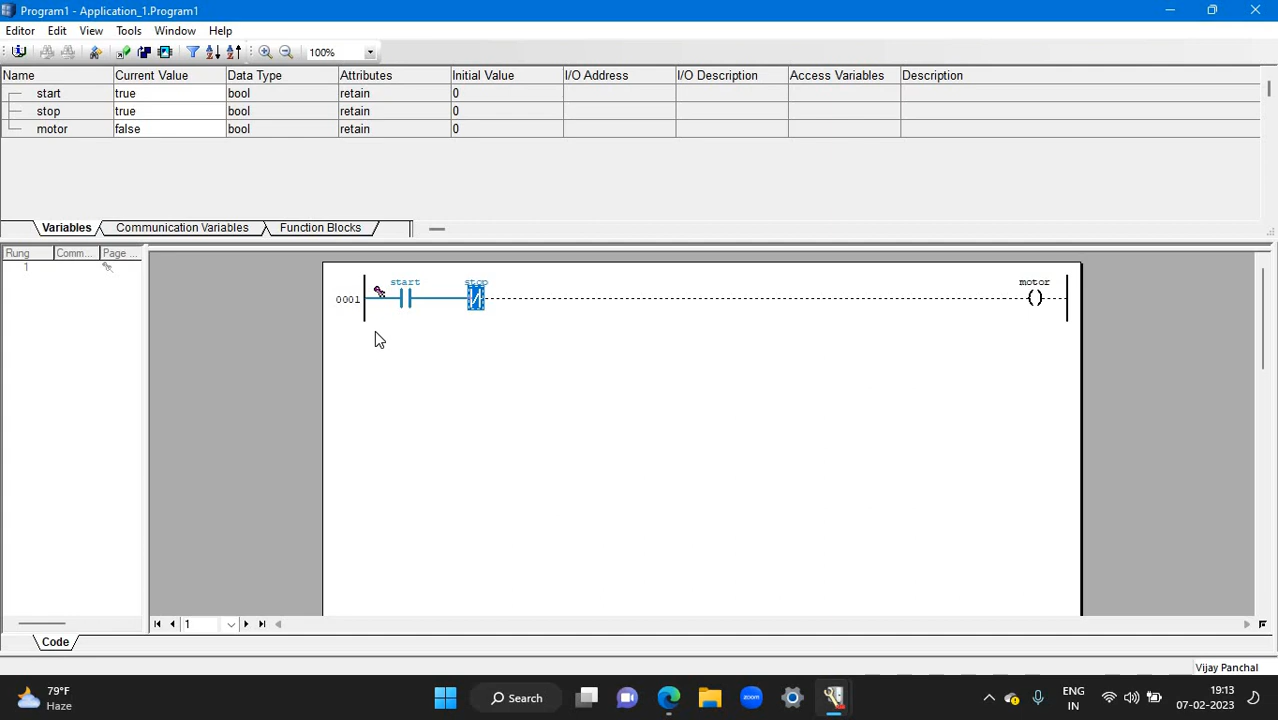 Program1 - Application_1.Program1
Editor Edit View Tools Window Help
100%
Name Current Value Data Type Attributes Initial Value I/O Address I/O Description Access Variables Description
start true bool retain 0
stop true bool retain 0
motor false bool retain 0
Variables Communication Variables Function Blocks
Rung Comm... Page ...
1
start stop motor
0001
1
Code
Vijay Panchal
79°F
Haze
Search
zoom
ENG
IN
19:13
07-02-2023